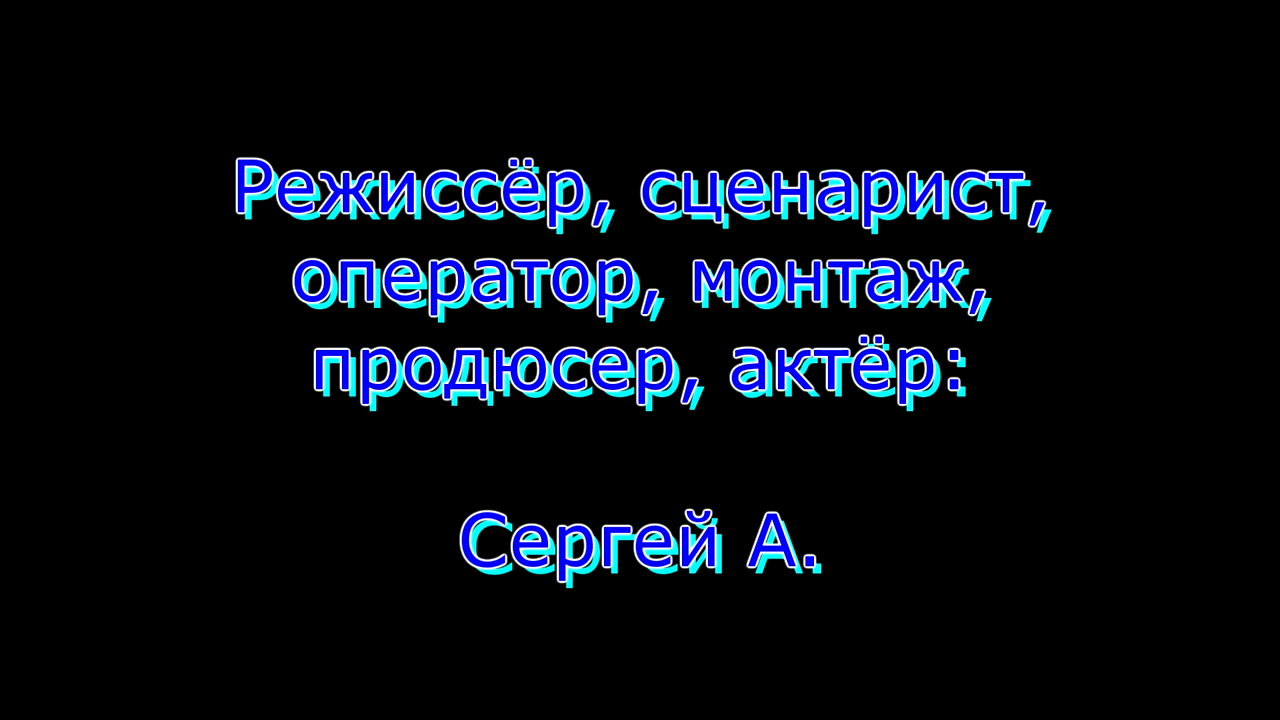 Режиссёр, сценарист,
оператор, монтаж,
продюсер, актёр:
Сергей А.